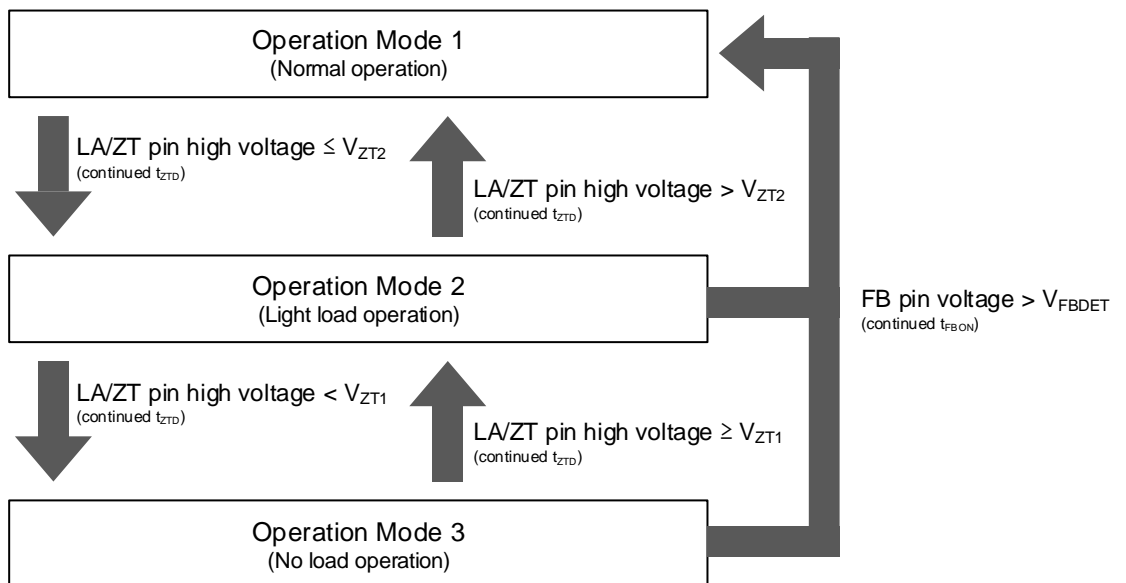 Operation Mode 1
(Normal operation)
LA/ZT pin high voltage ≤ VZT2
(continued tZTD)
LA/ZT pin high voltage > VZT2
(continued tZTD)
Operation Mode 2
(Light load operation)
FB pin voltage > VFBDET
(continued tFBON)
LA/ZT pin high voltage < VZT1
(continued tZTD)
LA/ZT pin high voltage ≥ VZT1
(continued tZTD)
Operation Mode 3
(No load operation)